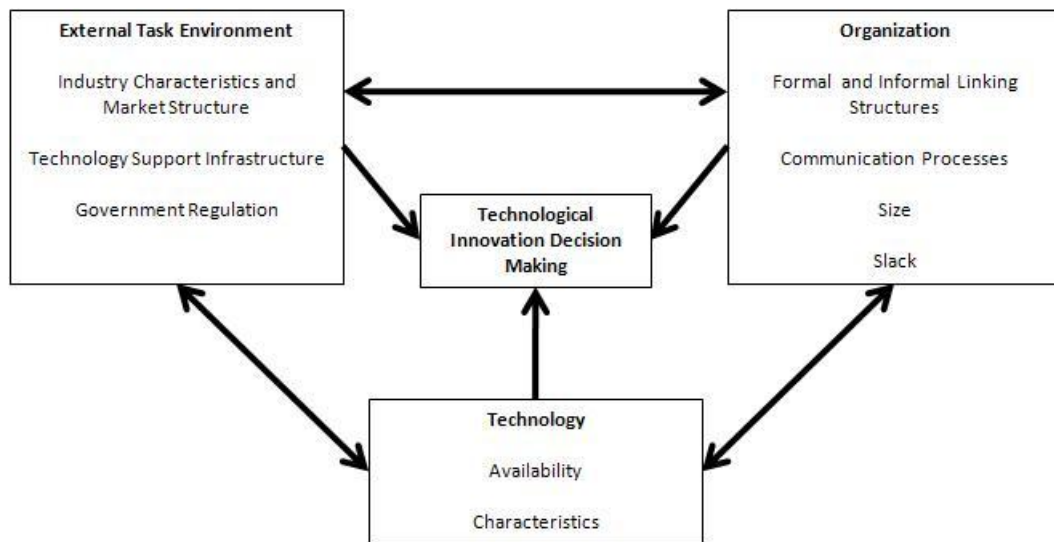 External Task Environment
Industry Characteristics and
Market Structure
Technology Support Infrastructure
Government Regulation
Organization
Formal and Informal Linking
Structures
Communication Processes
Size
Slack
Technological
Innovation Decision
Making
Technology
Availability
Characteristics